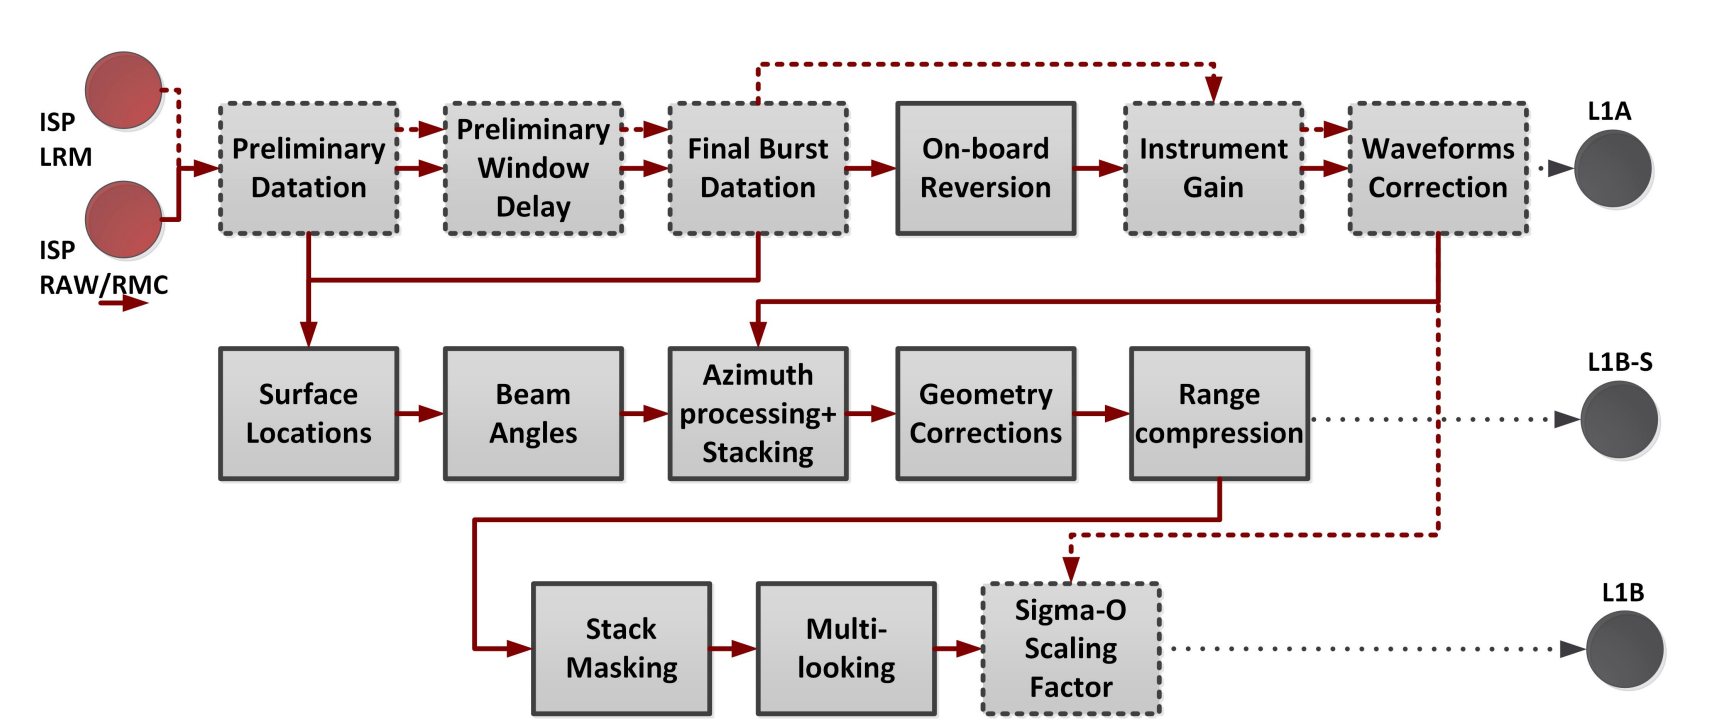 L1A
ISP
LRM
Preliminary
Datation
Preliminary
Window
Delay
Final Burst
Datation
On-board
Reversion
Instrument
Gain
Waveforms
Correction
ISP
RAW/RMC
L1B-S
Surface
Locations
Beam
Angles
Azimuth
processing+
Stacking
Geometry
Corrections
Range
compression
L1B
Stack
Masking
Multi-
looking
Sigma-O
Scaling
Factor